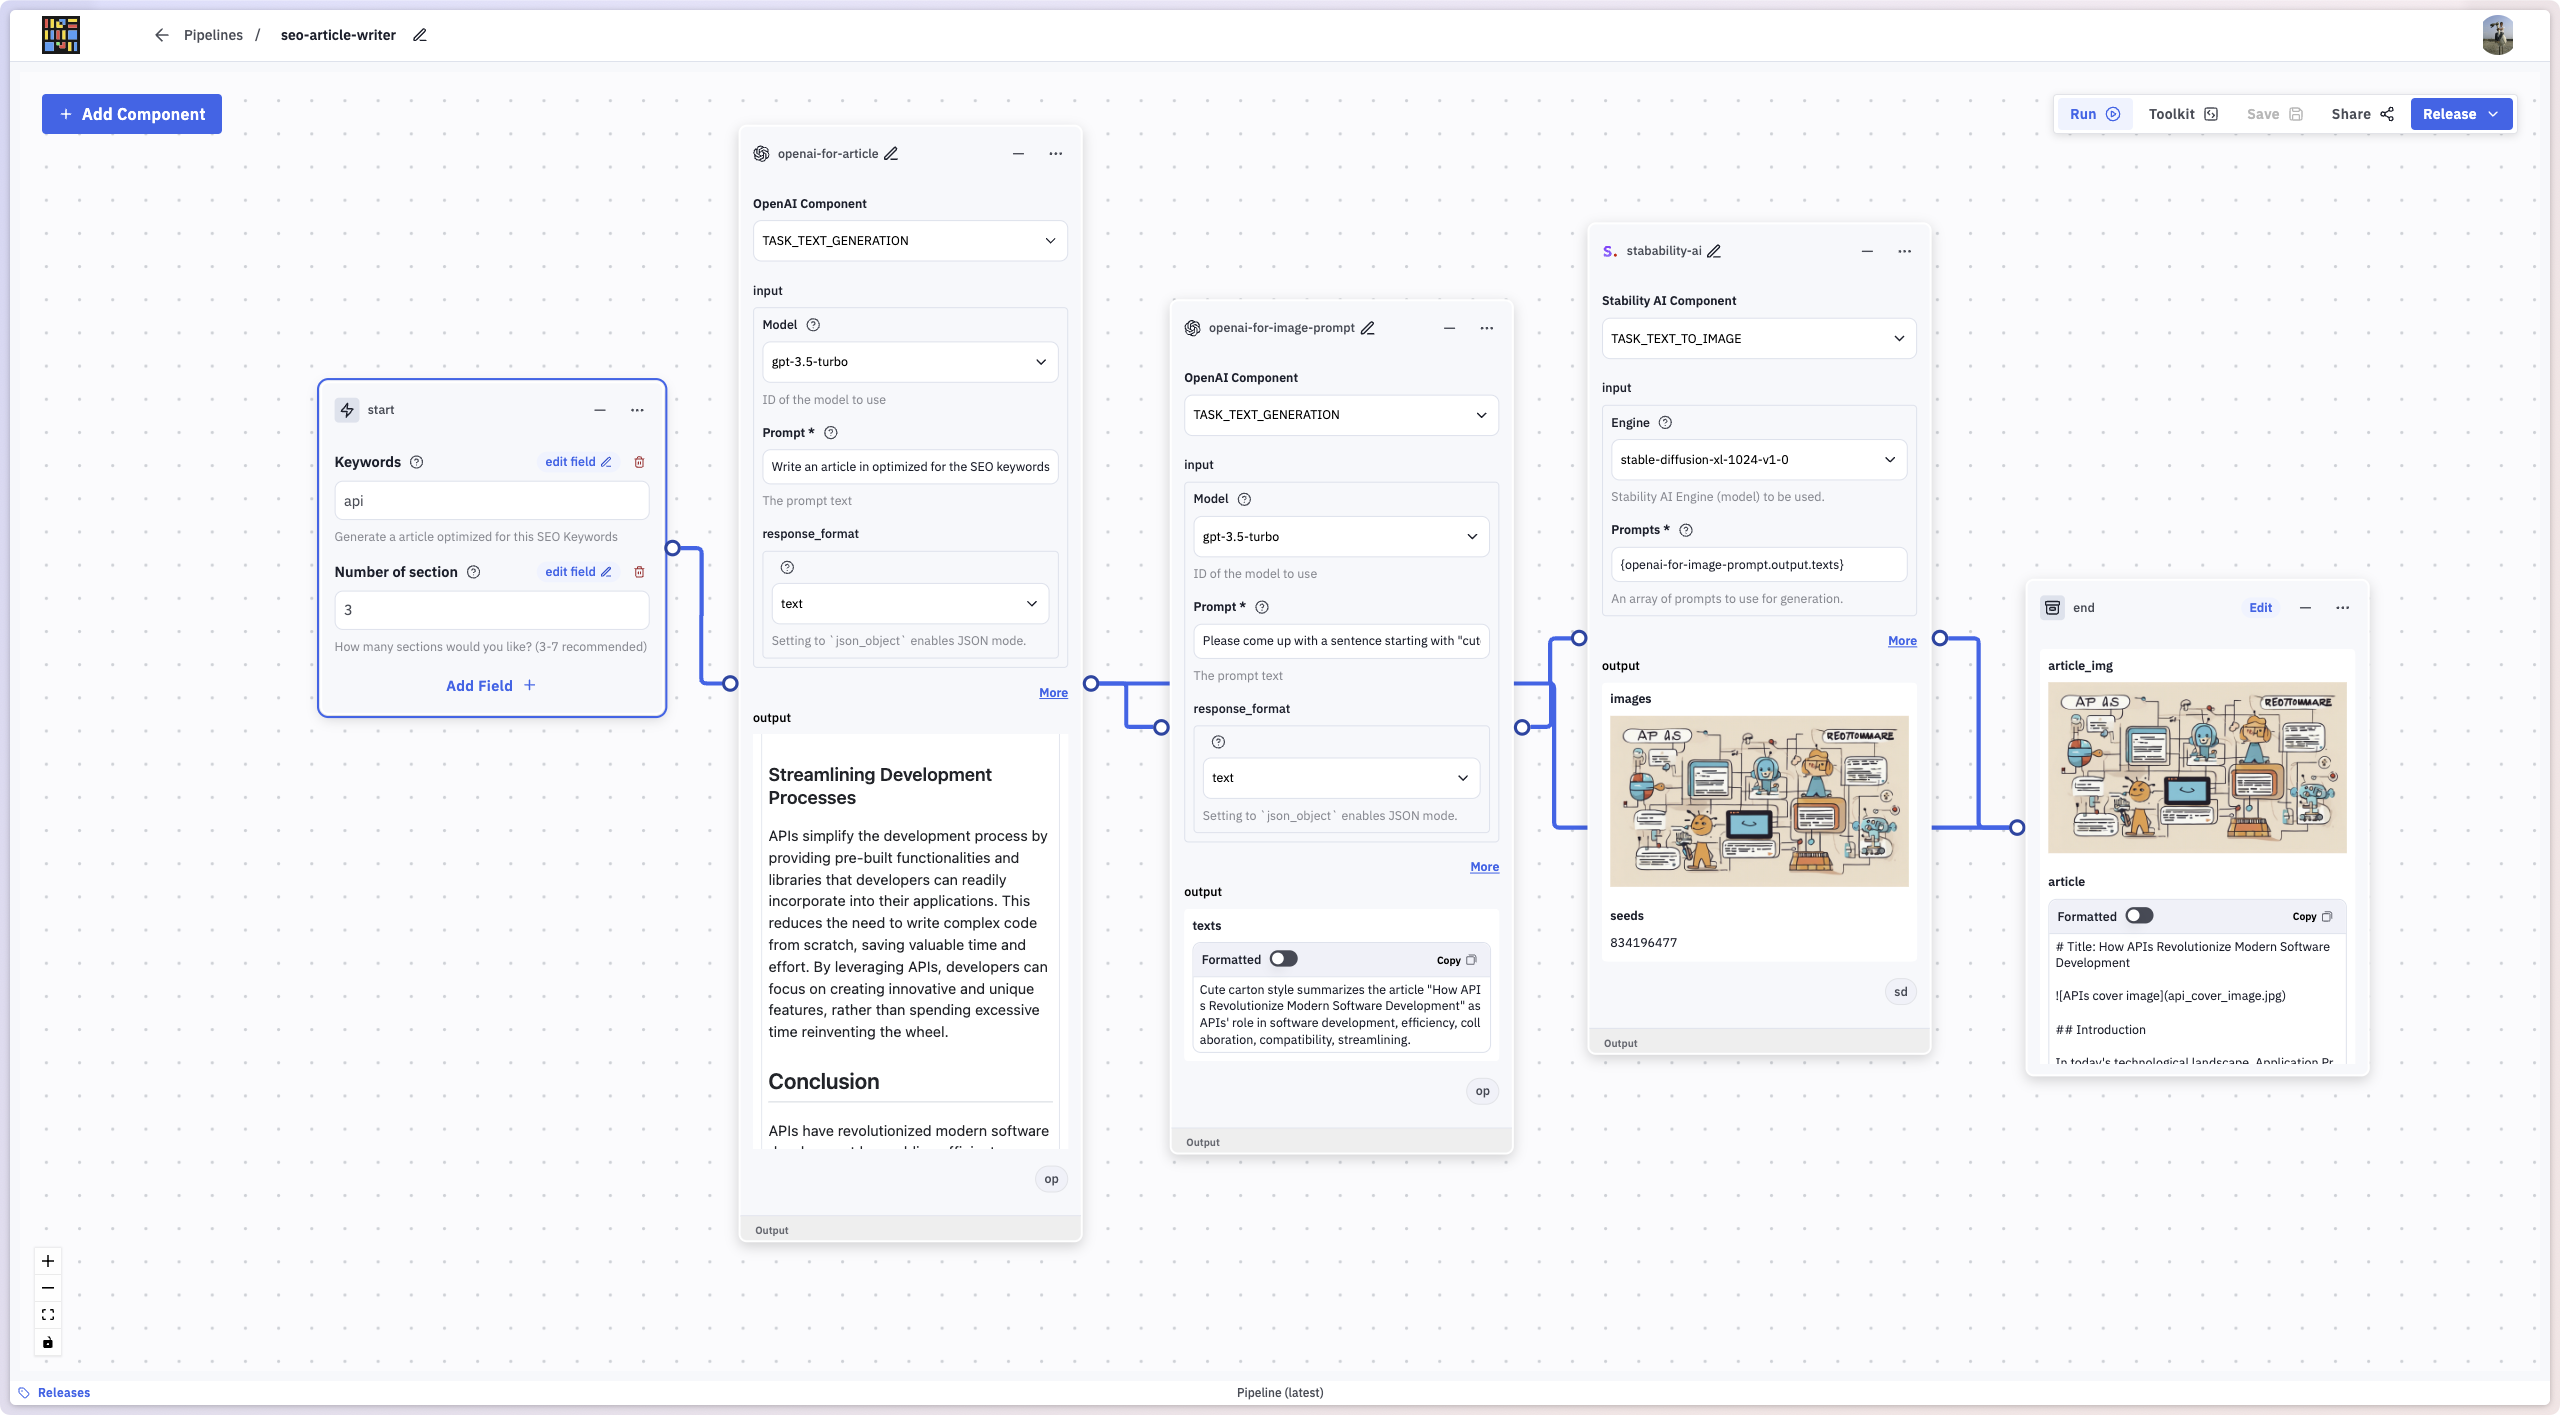 Pipelines / seo-article-writer
Add Component
Run
Toolkit
Save
Share
Release
start
Keywords
edit field
api
Generate a article optimized for this SEO Keywords
Number of section
edit field
3
How many sections would you like? (3-7 recommended)
Add Field
openai-for-article
OpenAI Component
TASK_TEXT_GENERATION
input
Model
gpt-3.5-turbo
ID of the model to use
Prompt *
Write an article in optimized for the SEO keywords
The prompt text
response_format
text
Setting to `json_object` enables JSON mode.
More
output
Streamlining Development
Processes
APIs simplify the development process by
providing pre-built functionalities and
libraries that developers can readily
incorporate into their applications. This
reduces the need to write complex code
from scratch, saving valuable time and
effort. By leveraging APIs, developers can
focus on creating innovative and unique
features, rather than spending excessive
time reinventing the wheel.
Conclusion
APIs have revolutionized modern software
op
Output
openai-for-image-prompt
OpenAI Component
TASK_TEXT_GENERATION
input
Model
gpt-3.5-turbo
ID of the model to use
Prompt *
Please come up with a sentence starting with "cut
The prompt text
response_format
text
Setting to `json_object` enables JSON mode.
More
output
texts
Formatted
Copy
Cute carton style summarizes the article "How API
s Revolutionize Modern Software Development" as
APIs' role in software development, efficiency, coll
aboration, compatibility, streamlining.
op
Output
S. stabability-ai
Stability AI Component
TASK_TEXT_TO_IMAGE
input
Engine
stable-diffusion-xl-1024-v1-0
Stability AI Engine (model) to be used.
Prompts *
{openai-for-image-prompt.output.texts}
An array of prompts to use for generation.
More
output
images
AP
seeds
834196477
sd
Output
end
Edit
article_img
AP
article
Formatted
Copy
# Title: How APIs Revolutionize Modern Software
Development
![APIs cover image](api_cover_image.jpg)
## Introduction
In today's technological landscape, Application Pr
Releases
Pipeline (latest)